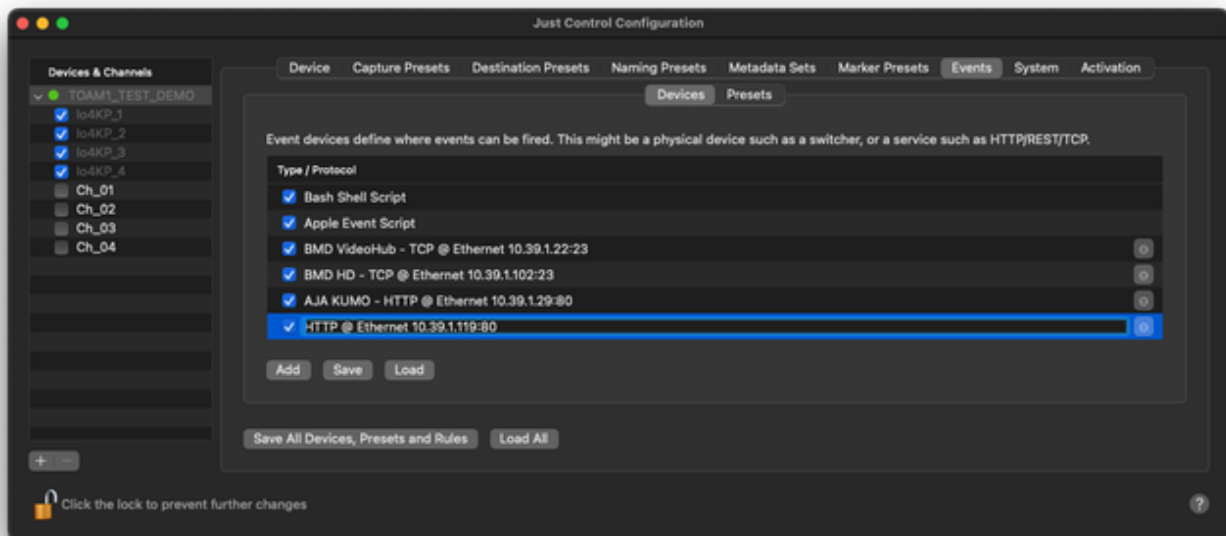 Just Control Configuration
Devices & Channels
TOAM1_TEST_DEMO
Io4KP_1
Io4KP_2
Io4KP_3
Io4KP_4
Ch_01
Ch_02
Ch_03
Ch_04
Device Capture Presets Destination Presets Naming Presets Metadata Sets Marker Presets Events System Activation
Devices Presets
Event devices define where events can be fired. This might be a physical device such as a switcher, or a service such as HTTP/REST/TCP.
Type / Protocol
Bash Shell Script
Apple Event Script
BMD VideoHub - TCP @ Ethernet 10.39.1.22:23
BMD HD - TCP @ Ethernet 10.39.1.102:23
AJA KUMO - HTTP @ Ethernet 10.39.1.29:80
HTTP @ Ethernet 10.39.1.119:80
Add Save Load
Save All Devices, Presets and Rules Load All
+ −
Click the lock to prevent further changes
?